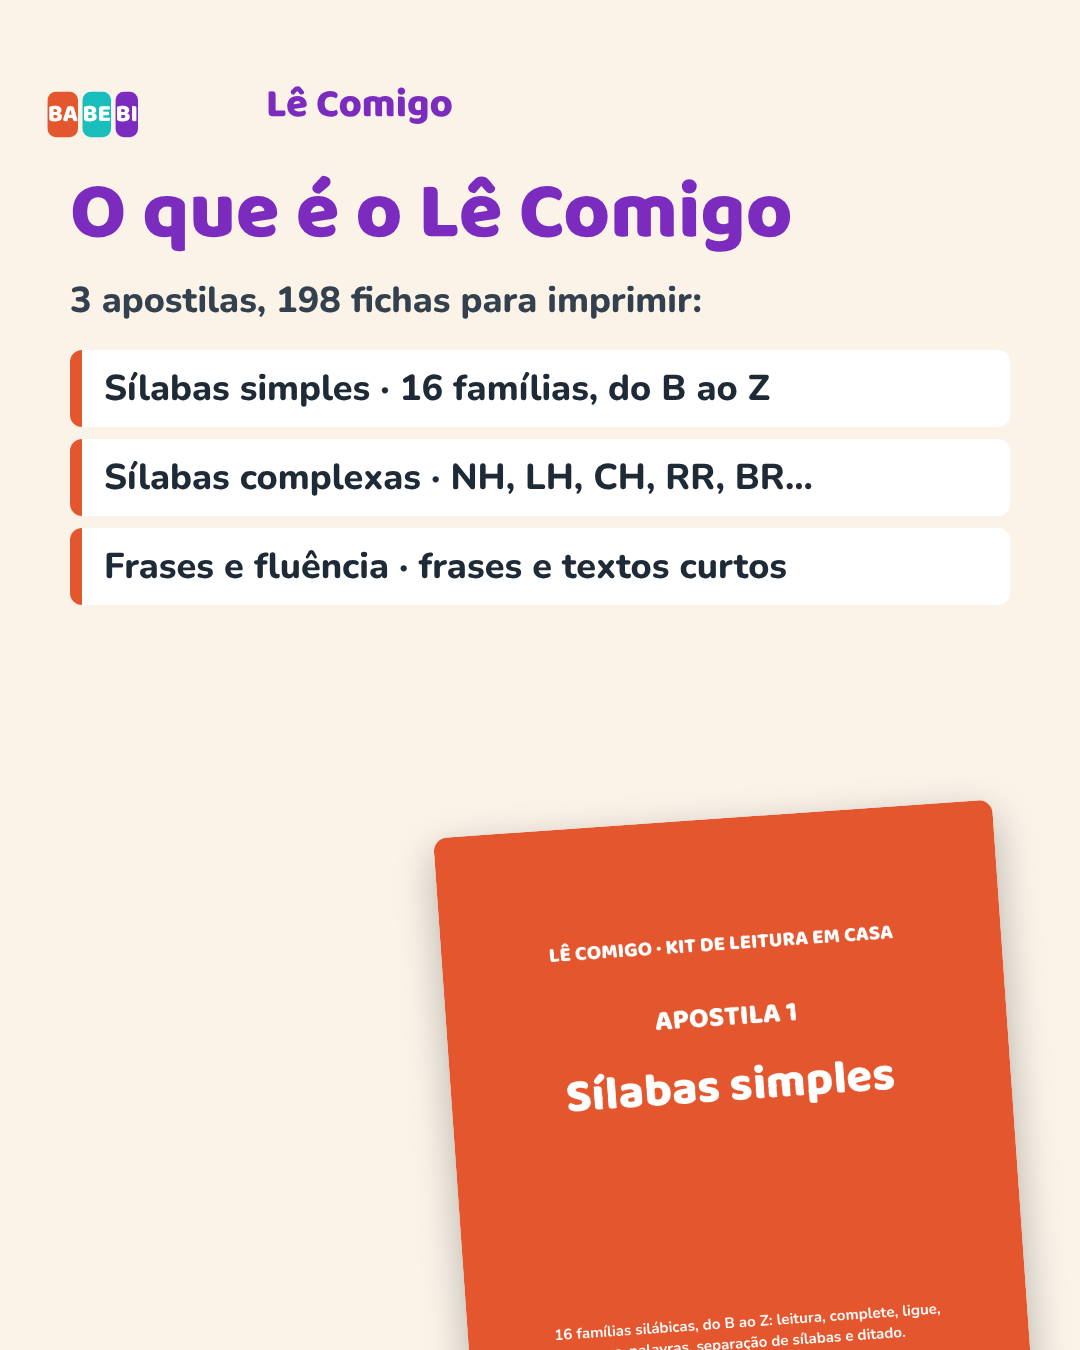 BA BE BI
Lê Comigo
O que é o Lê Comigo
3 apostilas, 198 fichas para imprimir:
Sílabas simples · 16 famílias, do B ao Z
Sílabas complexas · NH, LH, CH, RR, BR...
Frases e fluência · frases e textos curtos
LÊ COMIGO · KIT DE LEITURA EM CASA
APOSTILA 1
Sílabas simples
16 famílias silábicas, do B ao Z: leitura, complete, ligue,
palavras, separação de sílabas e ditado.